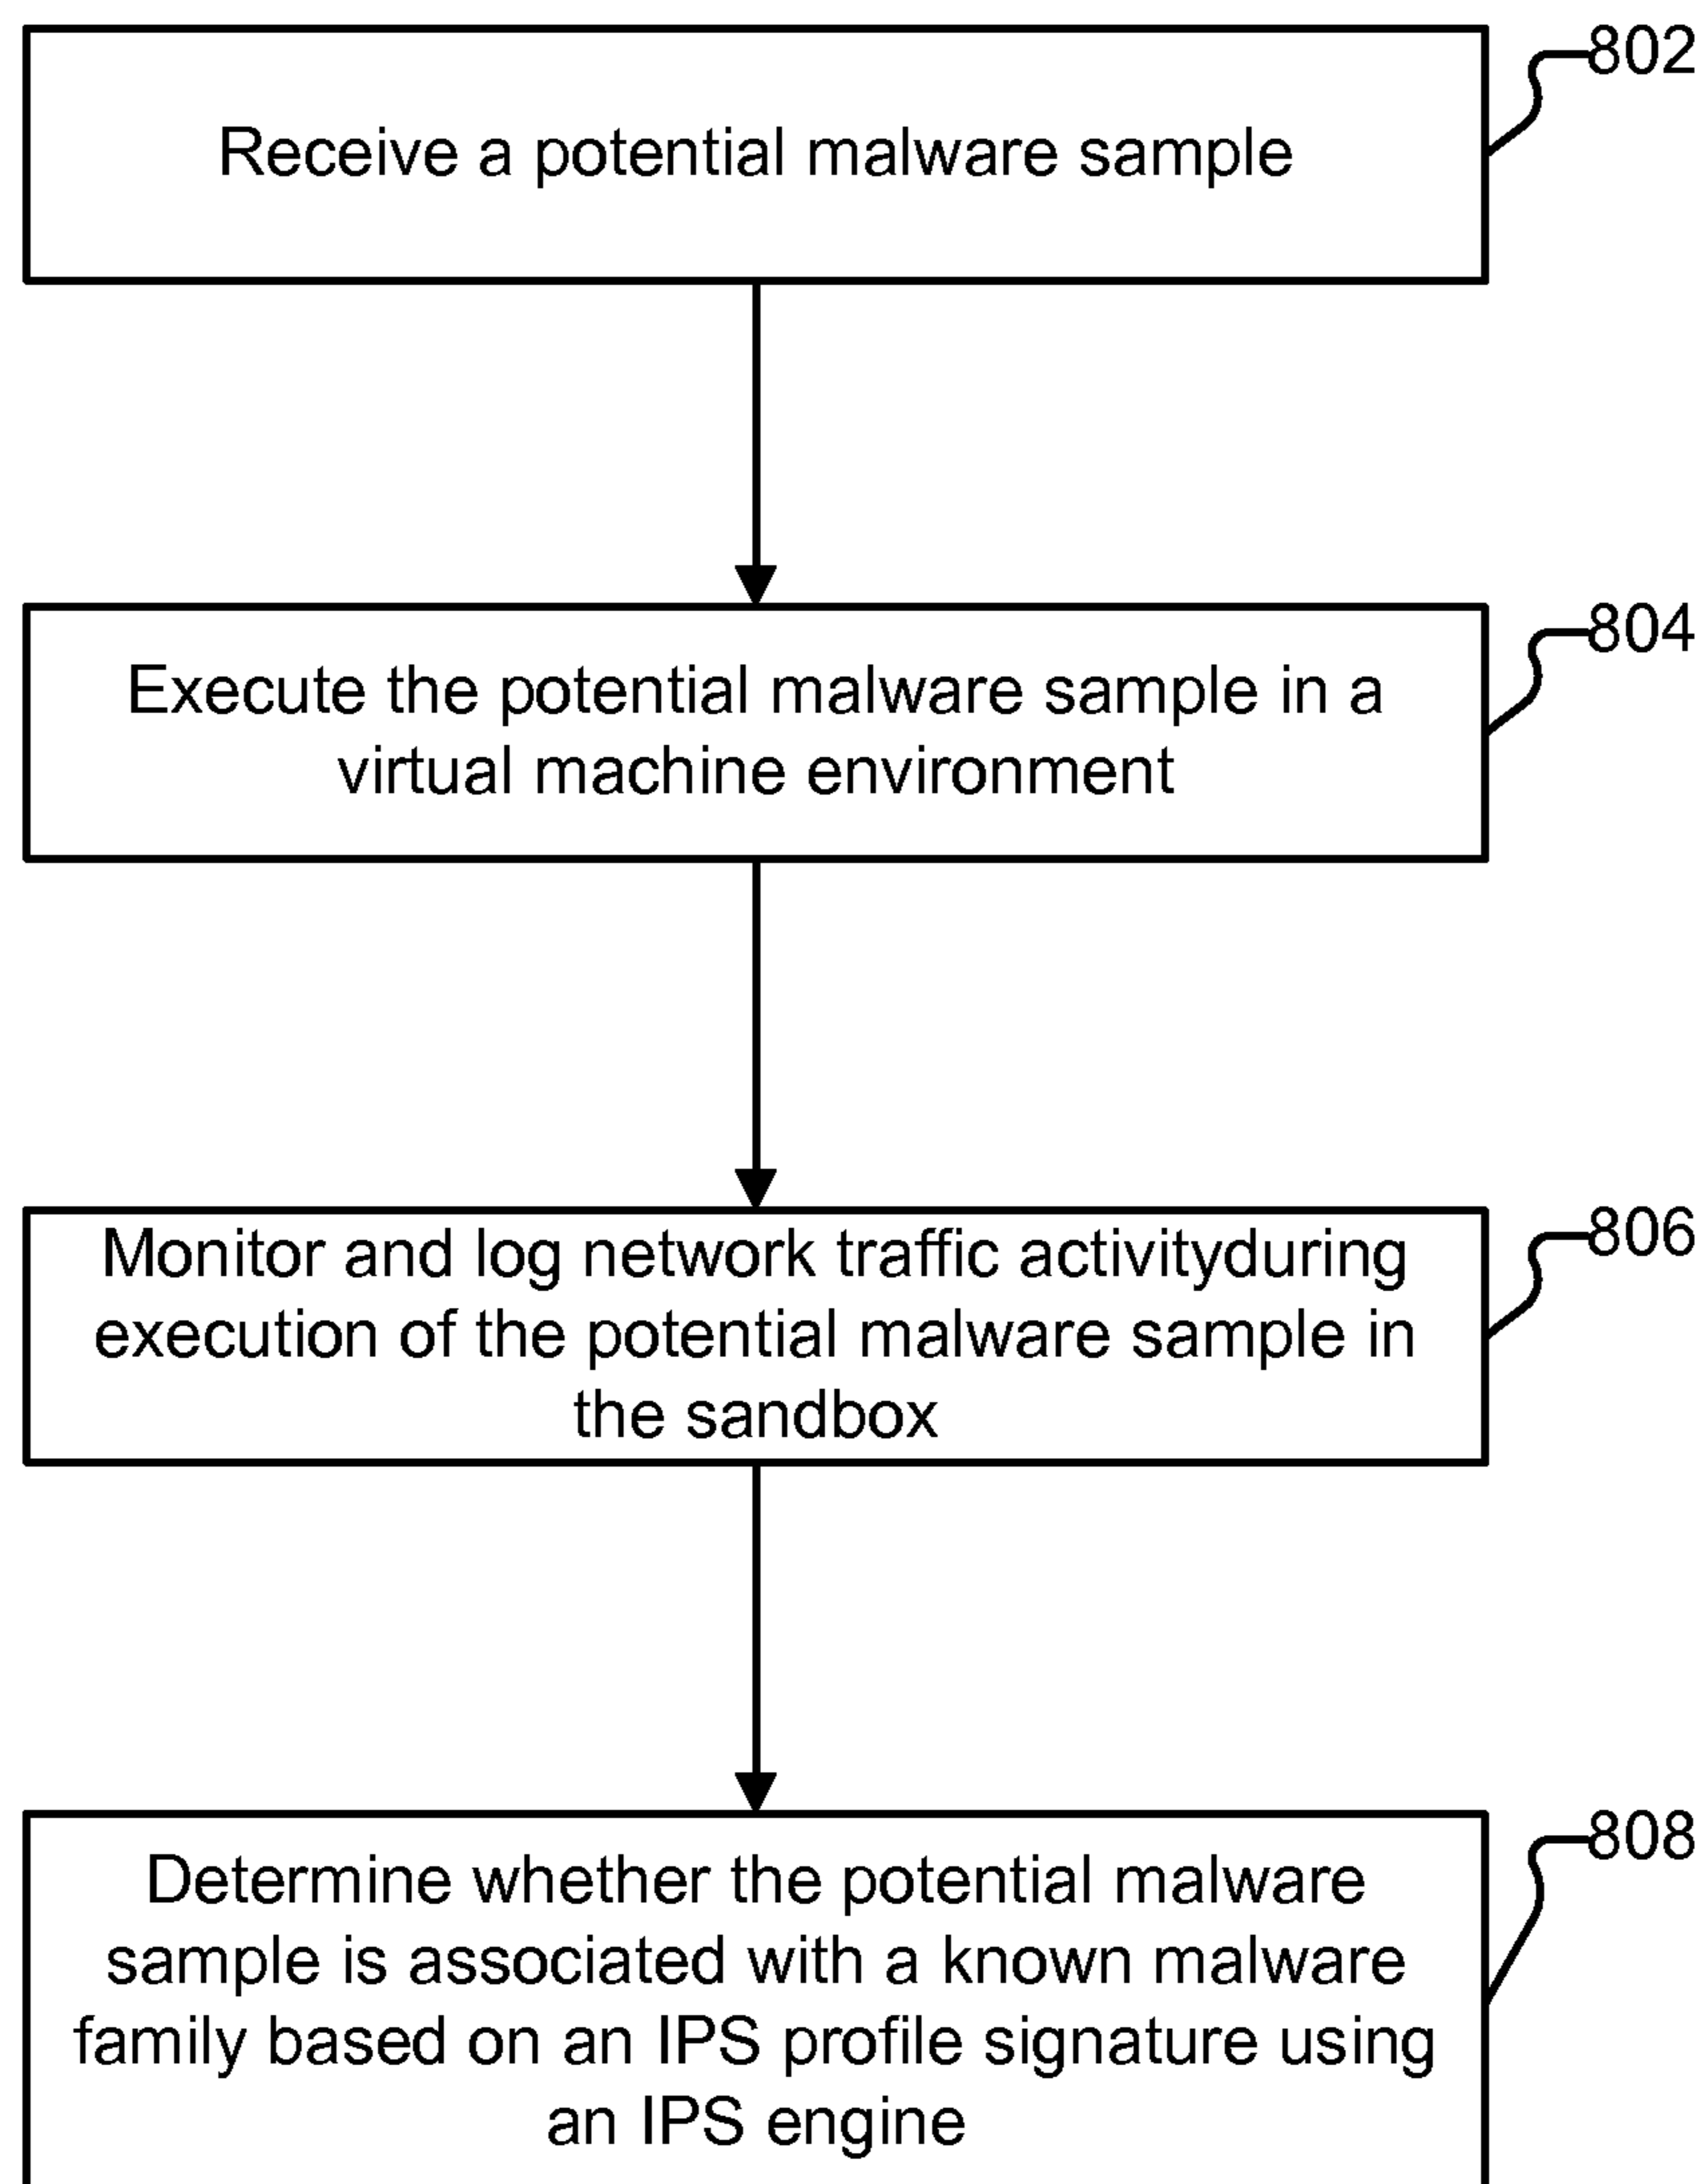 802
Receive a potential malware sample
804
Execute the potential malware sample in a
virtual machine environment
806
Monitor and log network traffic activityduring
execution of the potential malware sample in
the sandbox
808
Determine whether the potential malware
sample is associated with a known malware
family based on an IPS profile signature using
an IPS engine